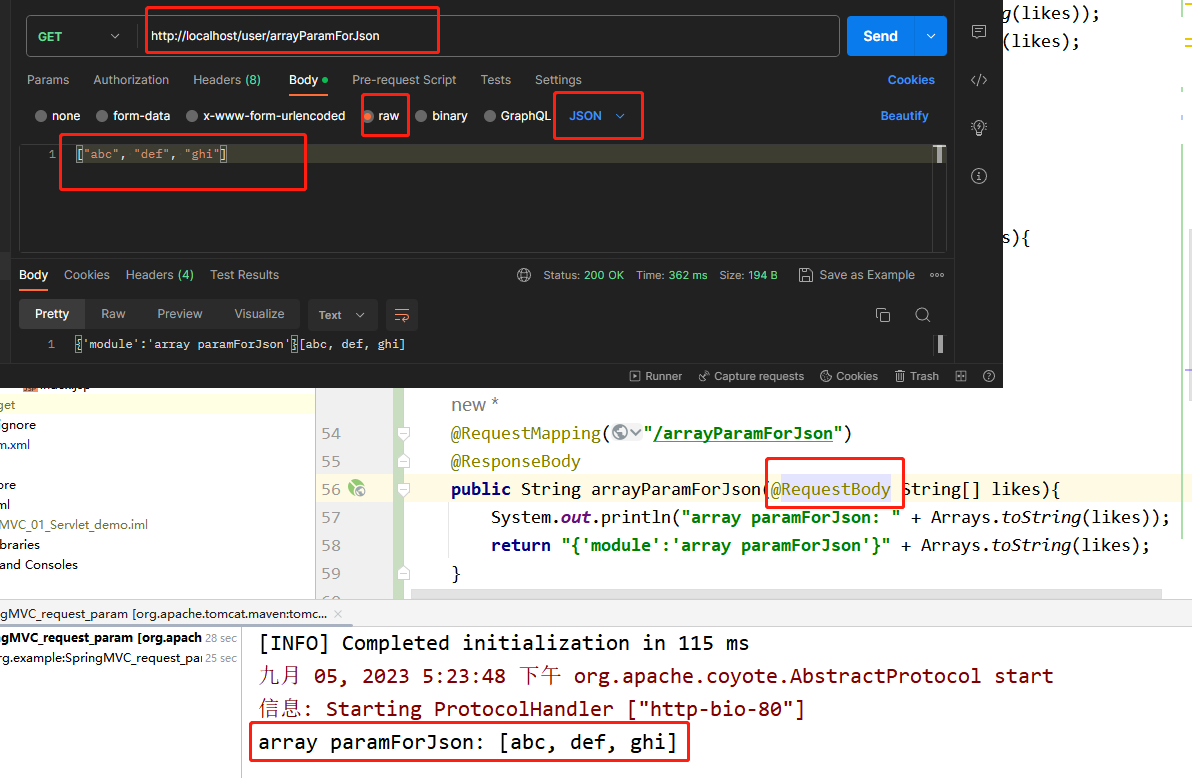 GET
http://localhost/user/arrayParamForJson
Send
g(likes));
(likes);
Params Authorization Headers (8) Body Pre-request Script Tests Settings Cookies
none form-data x-www-form-urlencoded raw binary GraphQL JSON Beautify
1 ["abc", "def", "ghi"]
s){
Body Cookies Headers (4) Test Results Status: 200 OK Time: 362 ms Size: 194 B Save as Example
Pretty Raw Preview Visualize Text
1 {'module':'array paramForJson'}[abc, def, ghi]
Runner Capture requests Cookies Trash
get
ignore
m.xml
ore
ml
MVC_01_Servlet_demo.iml
braries
and Consoles
new *
54 @RequestMapping("/arrayParamForJson")
55 @ResponseBody
56 public String arrayParamForJson(@RequestBody String[] likes){
57 System.out.println("array paramForJson: " + Arrays.toString(likes));
58 return "{'module':'array paramForJson'}" + Arrays.toString(likes);
59 }
gMVC_request_param [org.apache.tomcat.maven:tomc...
ngMVC_request_param [org.apach 28 sec
rg.example:SpringMVC_request_pa 25 sec
[INFO] Completed initialization in 115 ms
九月 05, 2023 5:23:48 下午 org.apache.coyote.AbstractProtocol start
信息: Starting ProtocolHandler ["http-bio-80"]
array paramForJson: [abc, def, ghi]